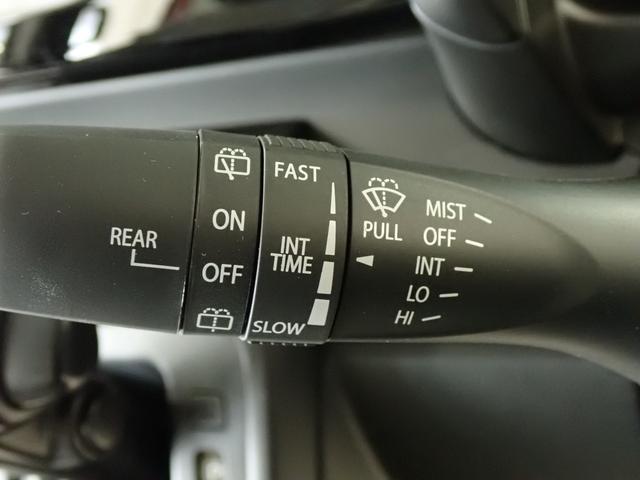 REAR
ON
OFF
FAST
INT
TIME
SLOW
PULL
MIST
OFF
INT
LO
HI